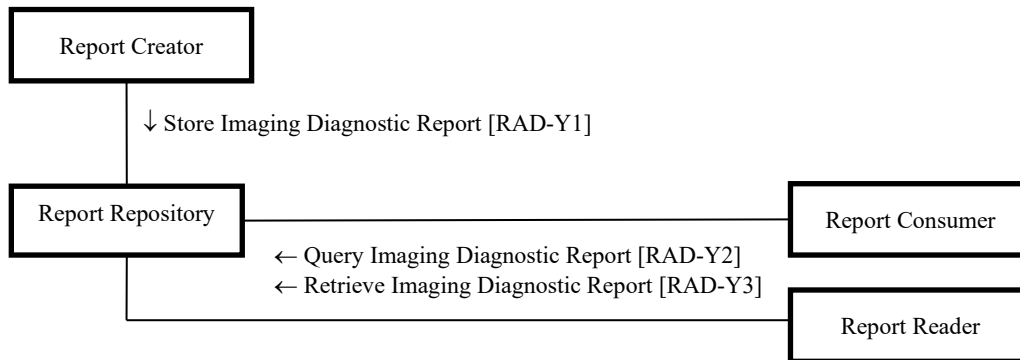 Report Creator
↓ Store Imaging Diagnostic Report [RAD-Y1]
Report Repository
Report Consumer
← Query Imaging Diagnostic Report [RAD-Y2]
← Retrieve Imaging Diagnostic Report [RAD-Y3]
Report Reader